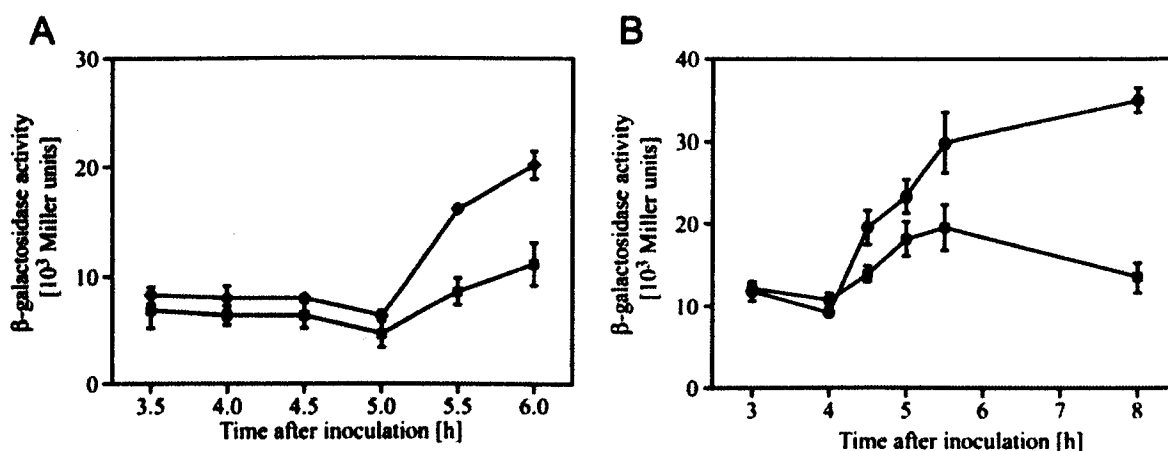 A
30
20
10
0
β-galactosidase activity
[10³ Miller units]
3.5 4.0 4.5 5.0 5.5 6.0
Time after inoculation [h]
B
40
30
20
10
0
β-galactosidase activity
[10³ Miller units]
3 4 5 6 7 8
Time after inoculation [h]